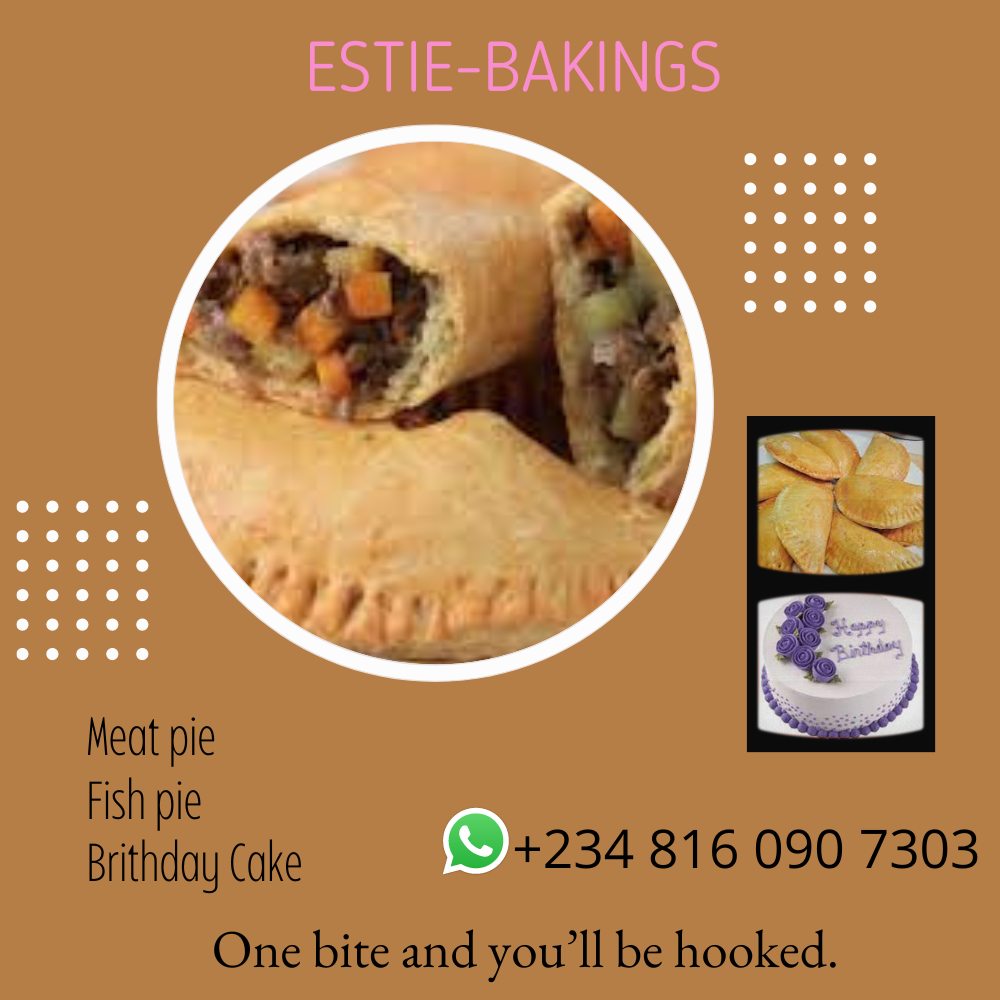 ESTIE-BAKINGS
Happy
Birthday
Meat pie
Fish pie
Brithday Cake
+234 816 090 7303
One bite and you’ll be hooked.